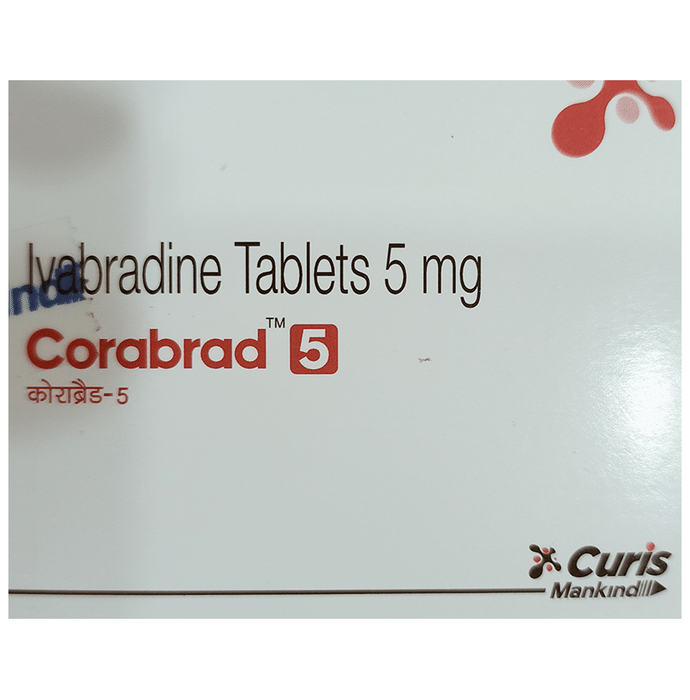 Ivabradine Tablets 5 mg
Corabrad™ 5
कोराब्रैड-5
Curis
Mankind